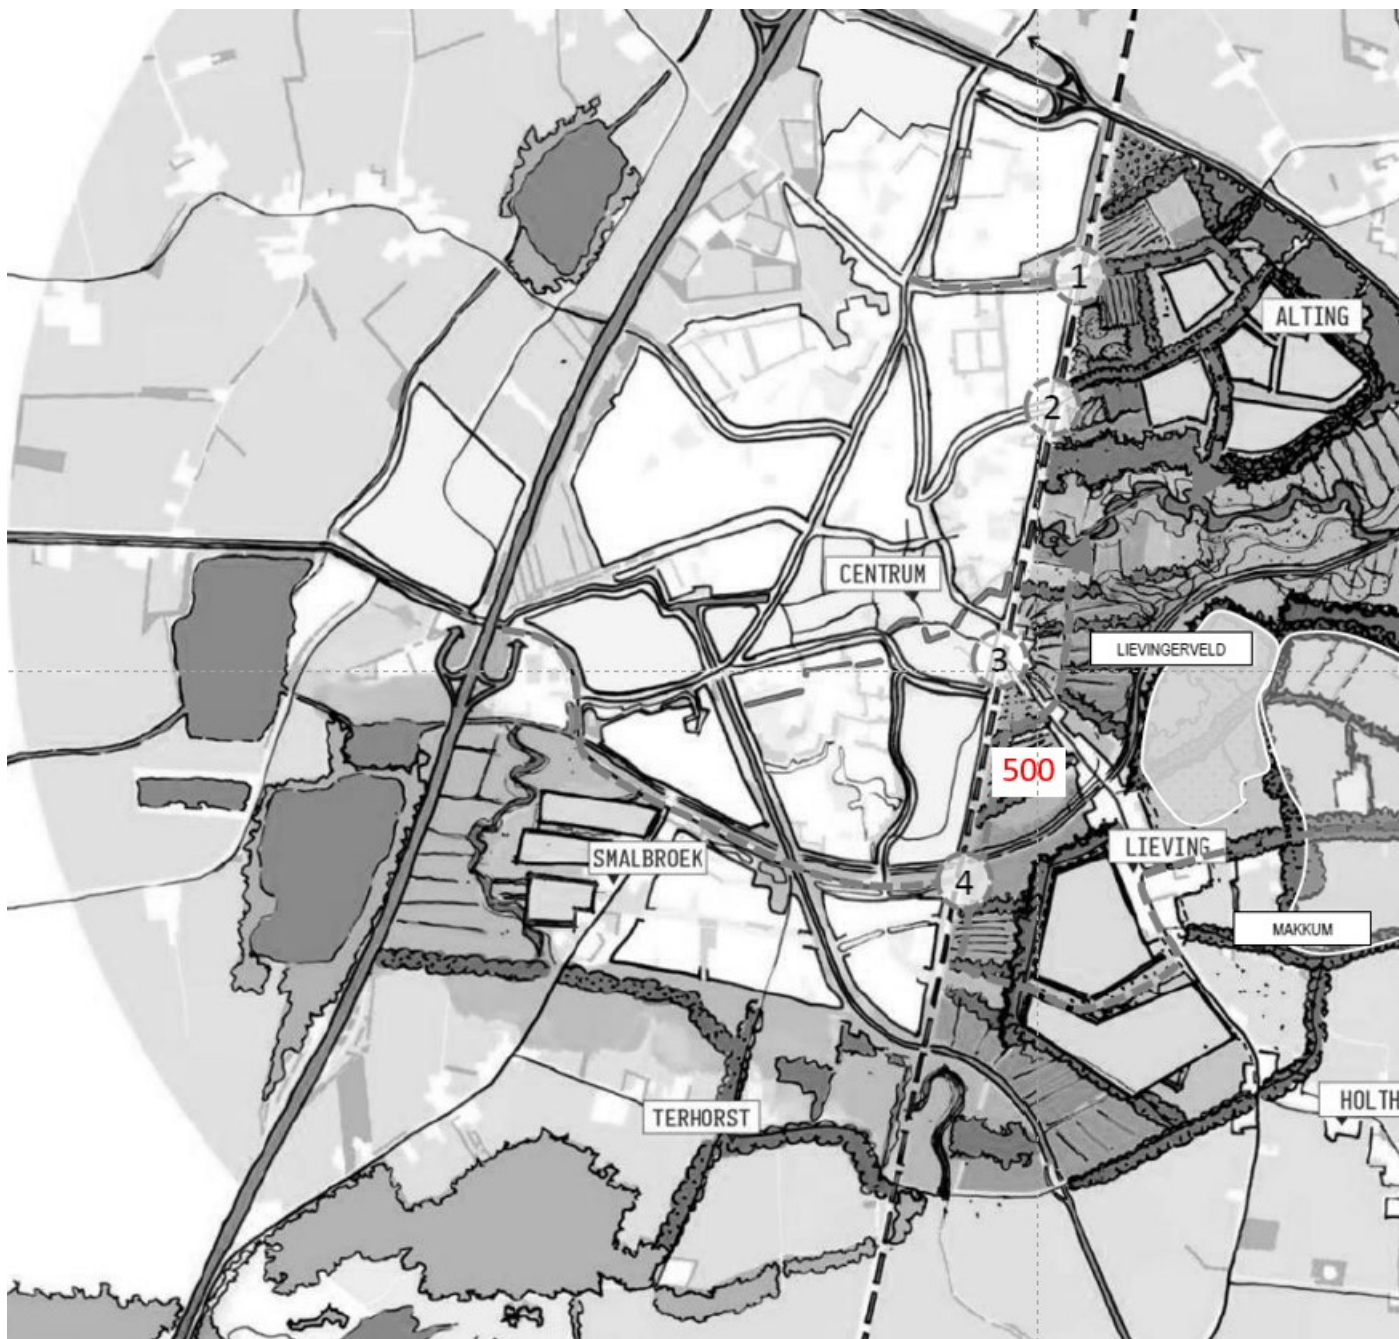 1
ALTING
2
CENTRUM
3
LIEVINGERVELD
500
LIEVING
SMALBROEK
4
MAKKUM
TERHORST
HOLTH